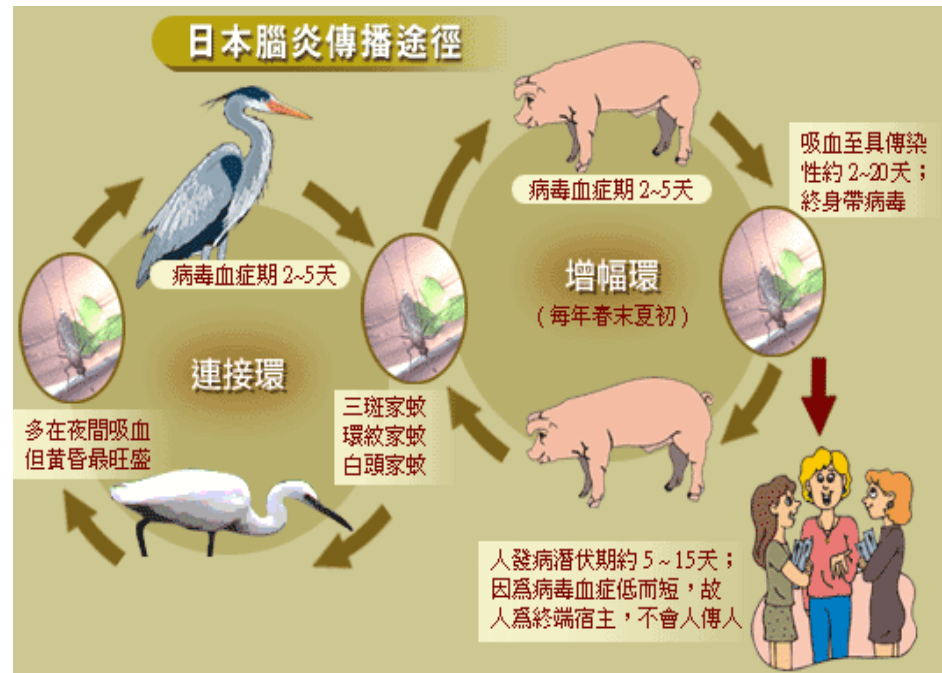 日本腦炎傳播途徑
吸血至具傳染
性約 2~20天；
終身帶病毒
病毒血症期 2~5天
病毒血症期 2~5天
增幅環
( 每年春末夏初 )
連接環
三斑家蚊
環紋家蚊
白頭家蚊
多在夜間吸血
但黃昏最旺盛
人發病潛伏期約 5 ~ 15天；
因爲病毒血症低而短，故
人爲終端宿主，不會人傳人